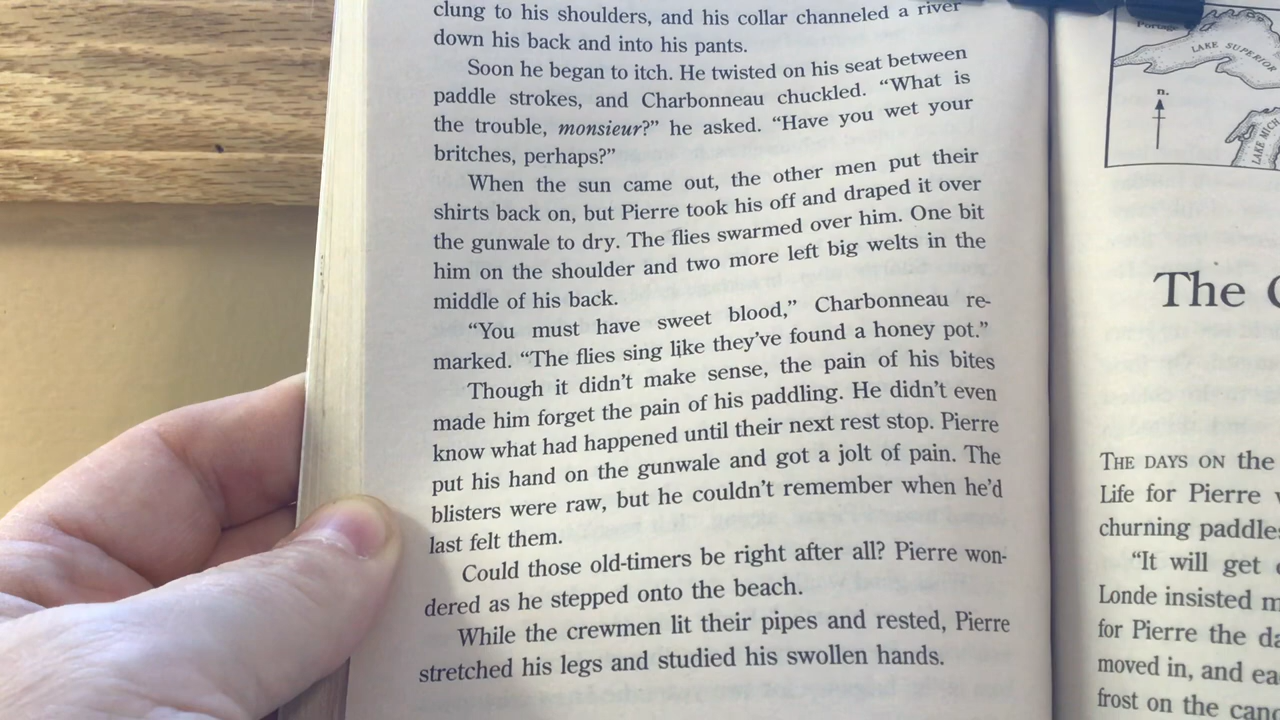 clung to his shoulders, and his collar channeled a river
down his back and into his pants.
Soon he began to itch. He twisted on his seat between
paddle strokes, and Charbonneau chuckled. “What is
the trouble, monsieur?” he asked. “Have you wet your
britches, perhaps?”
When the sun came out, the other men put their
shirts back on, but Pierre took his off and draped it over
the gunwale to dry. The flies swarmed over him. One bit
him on the shoulder and two more left big welts in the
middle of his back.
“You must have sweet blood,” Charbonneau re-
marked. “The flies sing like they’ve found a honey pot.”
Though it didn’t make sense, the pain of his bites
made him forget the pain of his paddling. He didn’t even
know what had happened until their next rest stop. Pierre
put his hand on the gunwale and got a jolt of pain. The
blisters were raw, but he couldn’t remember when he’d
last felt them.
Could those old-timers be right after all? Pierre won-
dered as he stepped onto the beach.
While the crewmen lit their pipes and rested, Pierre
stretched his legs and studied his swollen hands.
Portage
LAKE SUPERIOR
n.
LAKE MICH
The
THE DAYS ON the
Life for Pierre
churning paddle
“It will get
Londe insisted
for Pierre the
moved in, and
frost on the